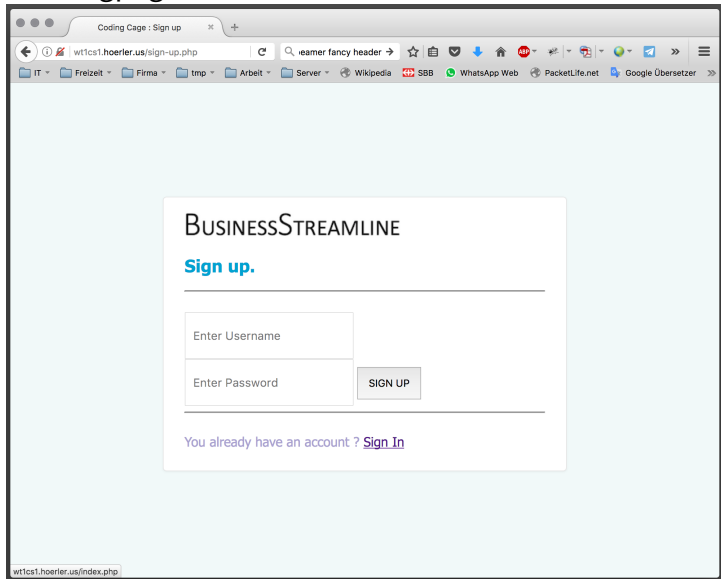 Coding Cage : Sign up
wt1cs1.hoerler.us/sign-up.php
eamer fancy header
ABP
IT Freizeit Firma tmp Arbeit Server Wikipedia SBB WhatsApp Web PacketLife.net Google Übersetzer
BUSINESSSTREAMLINE
Sign up.
Enter Username
Enter Password SIGN UP
You already have an account ? Sign In
wt1cs1.hoerler.us/index.php